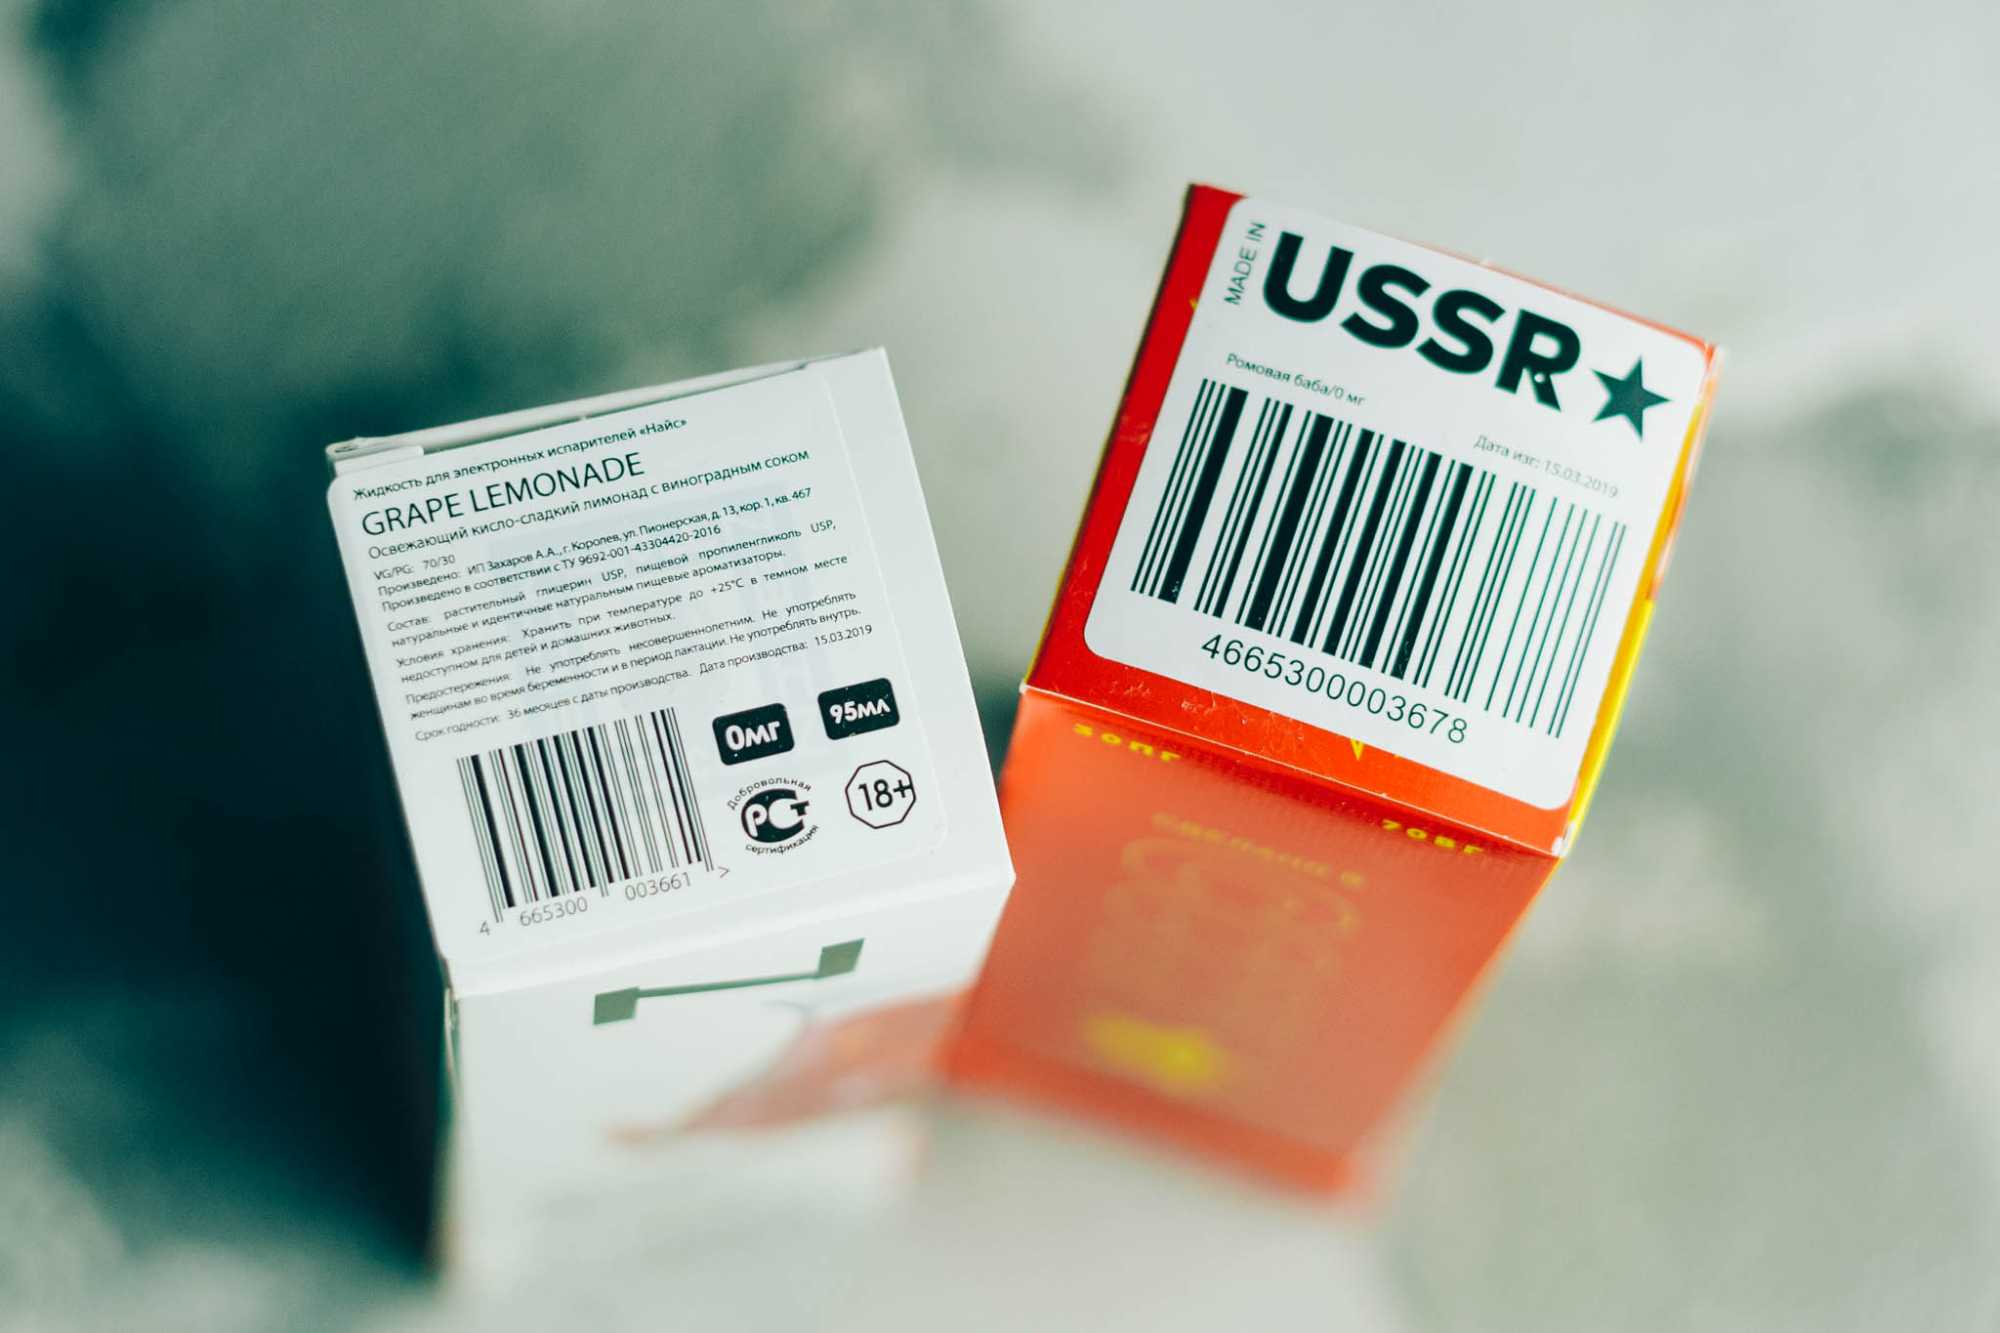 Жидкость для электронных испарителей «Найс»
GRAPE LEMONADE
Освежающий кисло-сладкий лимонад с виноградным соком
VG/PG: 70/30
Произведено: ИП Захаров А.А., г. Королев, ул. Пионерская, д. 13, кор. 1, кв. 467
Произведено в соответствии с ТУ 9692-001-43304420-2016
Состав: растительный глицерин USP, пищевой пропиленгликоль USP,
натуральные и идентичные натуральным пищевые ароматизаторы.
Условия хранения: Хранить при температуре до +25°С в темном месте
недоступном для детей и домашних животных.
Предостережения: Не употреблять несовершеннолетним. Не употреблять
женщинам во время беременности и в период лактации. Не употреблять внутрь.
Срок годности: 36 месяцев с даты производства. Дата производства: 15.03.2019
0мг
95мл
Добровольная
РСТ
сертификация
18+
4 665300 003661 >
MADE IN
USSR
Ромовая баба/0 мг
Дата изг: 15.03.2019
4665300003678
30ПГ
70ВГ